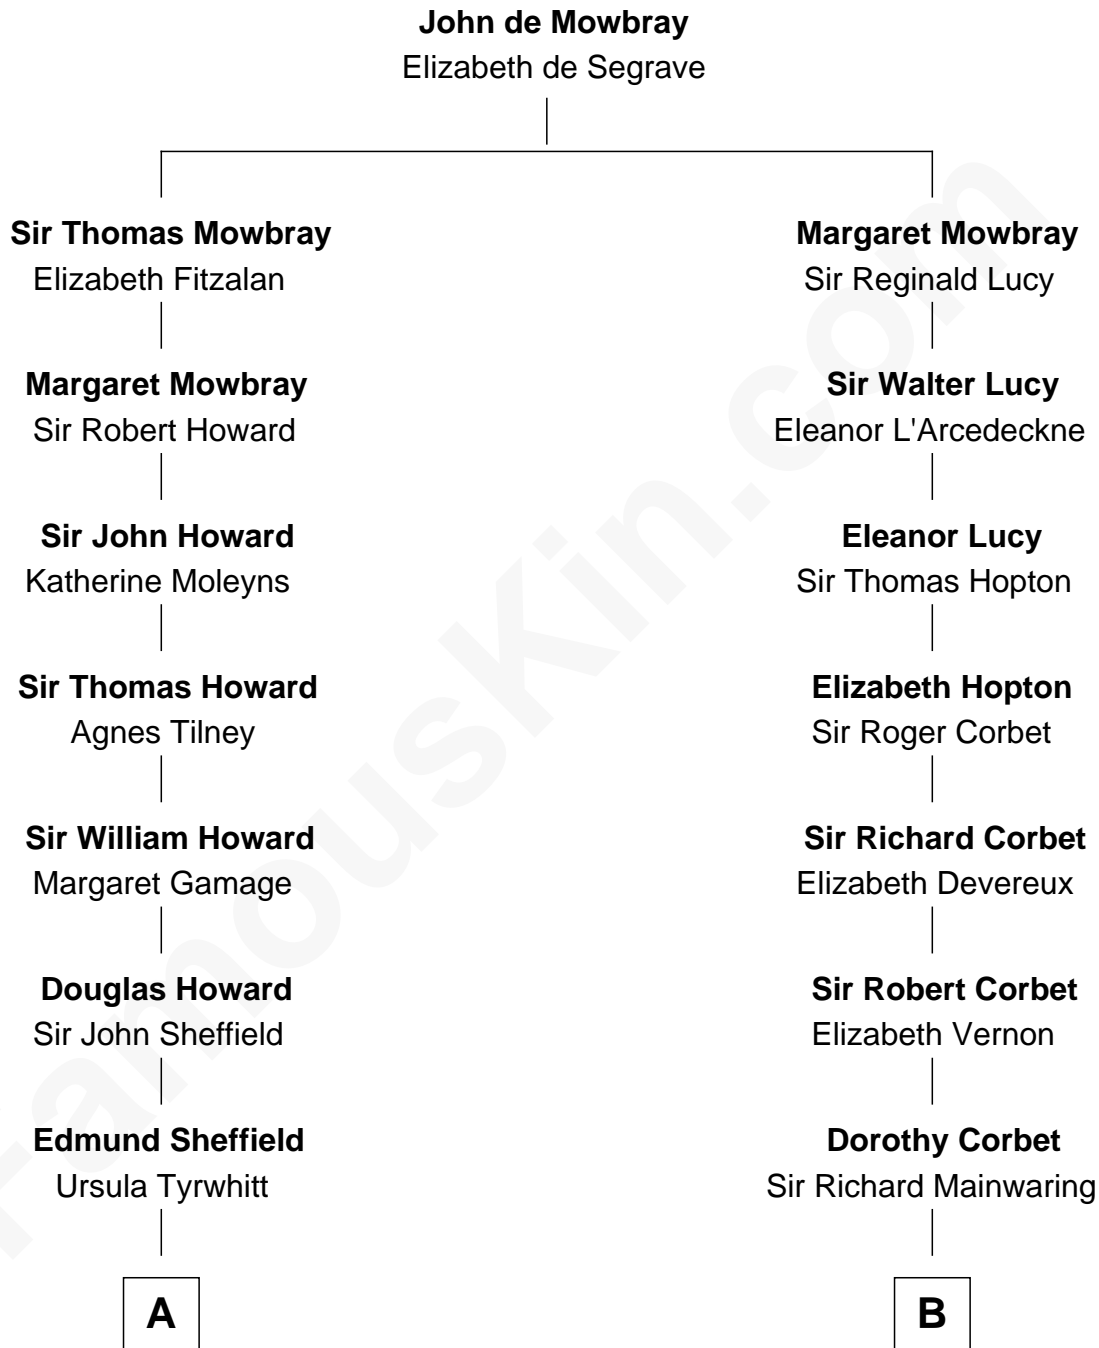 John de Mowbray
Elizabeth de Segrave
Sir Thomas Mowbray
Elizabeth Fitzalan
Margaret Mowbray
Sir Robert Howard
Sir John Howard
Katherine Moleyns
Sir Thomas Howard
Agnes Tilney
Sir William Howard
Margaret Gamage
Douglas Howard
Sir John Sheffield
Edmund Sheffield
Ursula Tyrwhitt
A
Margaret Mowbray
Sir Reginald Lucy
Sir Walter Lucy
Eleanor L'Arcedeckne
Eleanor Lucy
Sir Thomas Hopton
Elizabeth Hopton
Sir Roger Corbet
Sir Richard Corbet
Elizabeth Devereux
Sir Robert Corbet
Elizabeth Vernon
Dorothy Corbet
Sir Richard Mainwaring
B
FamousKin.com